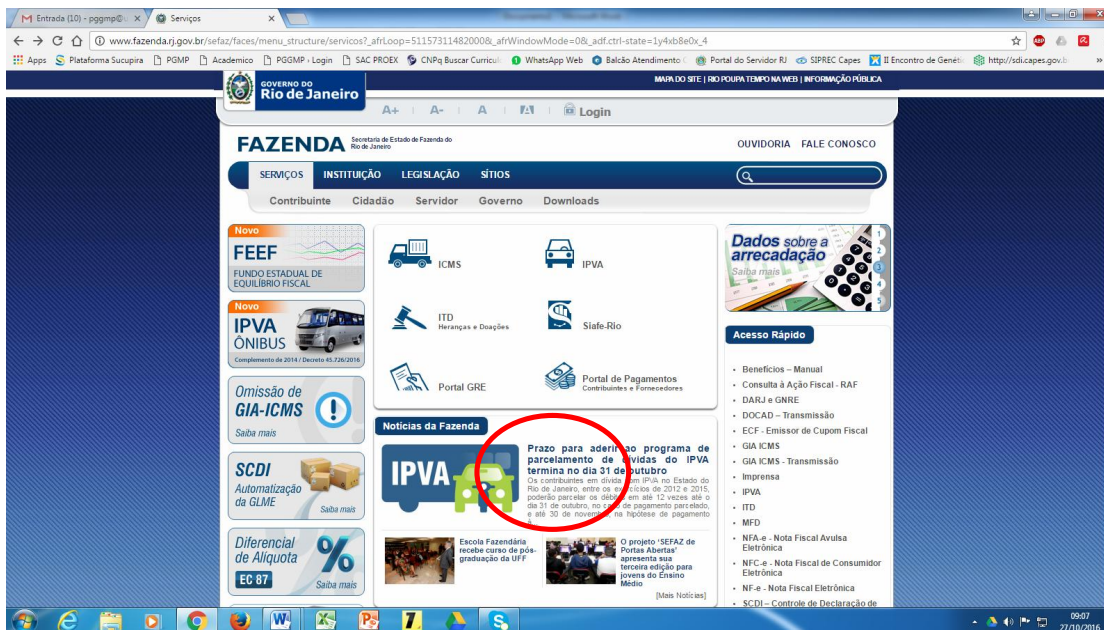 Entrada (10) - pggmp@u
Serviços
www.fazenda.rj.gov.br/sefaz/faces/menu_structure/servicos?_afrLoop=51157311482000&_afrWindowMode=0&_adf.ctrl-state=1y4xb8e0x_4
Apps
Plataforma Sucupira
PGMP
Academico
PGGMP › Login
SAC PROEX
CNPq Buscar Currícul
WhatsApp Web
Balcão Atendimento
Portal do Servidor RJ
SIPREC Capes
II Encontro de Genéti
http://sdi.capes.gov.b
GOVERNO DO
Rio de Janeiro
MAPA DO SITE | RIO POUPA TEMPO NA WEB | INFORMAÇÃO PÚBLICA
A+ A- A Login
FAZENDA
Secretaria de Estado de Fazenda do
Rio de Janeiro
OUVIDORIA FALE CONOSCO
SERVIÇOS INSTITUIÇÃO LEGISLAÇÃO SÍTIOS
Contribuinte Cidadão Servidor Governo Downloads
Novo
FEEF
FUNDO ESTADUAL DE
EQUILÍBRIO FISCAL
Novo
IPVA
ÔNIBUS
Complemento de 2014 / Decreto 45.726/2016
Omissão de
GIA-ICMS
Saiba mais
SCDI
Automatização
da GLME
Saiba mais
Diferencial
de Alíquota
EC 87
Saiba mais
ICMS
IPVA
ITD
Heranças e Doações
Siafe-Rio
Portal GRE
Portal de Pagamentos
Contribuintes e Fornecedores
Notícias da Fazenda
IPVA
Prazo para aderir ao programa de
parcelamento de dívidas do IPVA
termina no dia 31 de outubro
Os contribuintes em dívida com IPVA no Estado do
Rio de Janeiro, entre os exercícios de 2012 e 2015,
poderão parcelar os débitos em até 12 vezes até o
dia 31 de outubro, no caso de pagamento parcelado,
e até 30 de novembro, na hipótese de pagamento
à...
Escola Fazendária
recebe curso de pós-
graduação da UFF
O projeto ‘SEFAZ de
Portas Abertas’
apresenta sua
terceira edição para
jovens do Ensino
Médio
[Mais Notícias]
Dados sobre a
arrecadação
Saiba mais
1
2
3
4
5
Acesso Rápido
Benefícios – Manual
Consulta à Ação Fiscal - RAF
DARJ e GNRE
DOCAD – Transmissão
ECF - Emissor de Cupom Fiscal
GIA ICMS
GIA ICMS - Transmissão
Imprensa
IPVA
ITD
MFD
NFA-e - Nota Fiscal Avulsa
Eletrônica
NFC-e - Nota Fiscal de Consumidor
Eletrônica
NF-e - Nota Fiscal Eletrônica
SCDI – Controle de Declaração de
09:07
27/10/2016